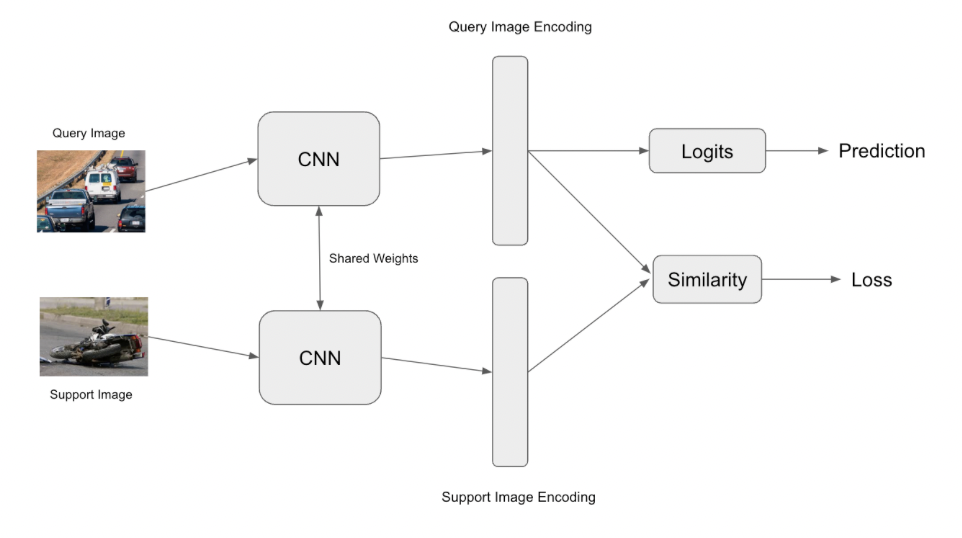 Query Image Encoding
Query Image
CNN
Logits
Prediction
Shared Weights
Similarity
Loss
CNN
Support Image
Support Image Encoding